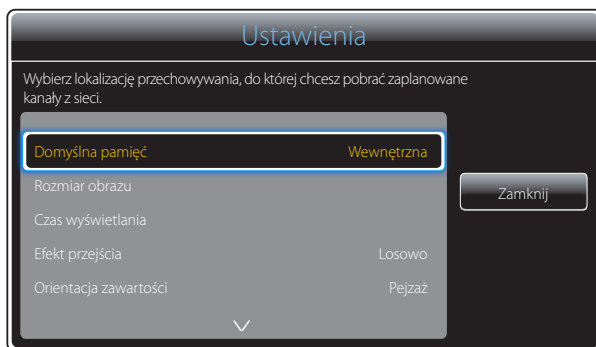 Ustawienia
Wybierz lokalizację przechowywania, do której chcesz pobrać zaplanowane
kanały z sieci.
Domyślna pamięć Wewnętrzna
Rozmiar obrazu
Zamknij
Czas wyświetlania
Efekt przejścia Losowo
Orientacja zawartości Pejzaż